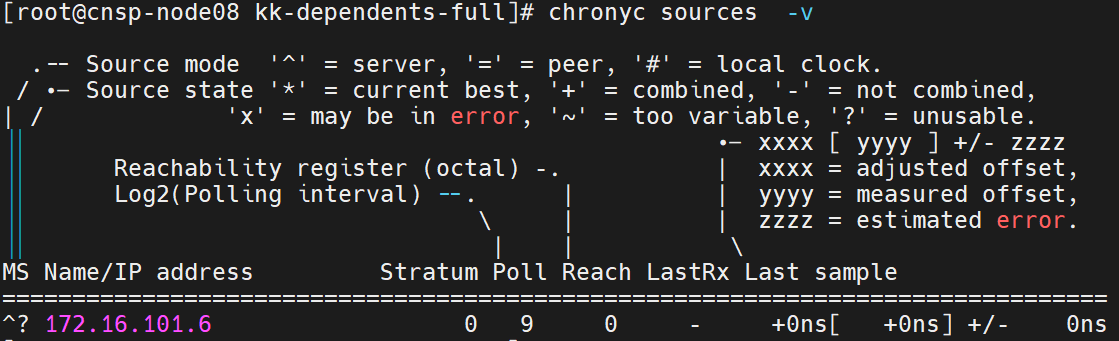 [root@cnsp-node08 kk-dependents-full]# chronyc sources  -v

  .-- Source mode  '^' = server, '=' = peer, '#' = local clock.
 / •— Source state '*' = current best, '+' = combined, '-' = not combined,
| /             'x' = may be in error, '~' = too variable, '?' = unusable.
||                                                 •— xxxx [ yyyy ] +/- zzzz
||      Reachability register (octal) -.           |  xxxx = adjusted offset,
||      Log2(Polling interval) --.      |          |  yyyy = measured offset,
||                                \     |          |  zzzz = estimated error.
||                                 |    |           \
MS Name/IP address         Stratum Poll Reach LastRx Last sample
===============================================================================
^? 172.16.101.6                  0   9     0     -     +0ns[   +0ns] +/-    0ns